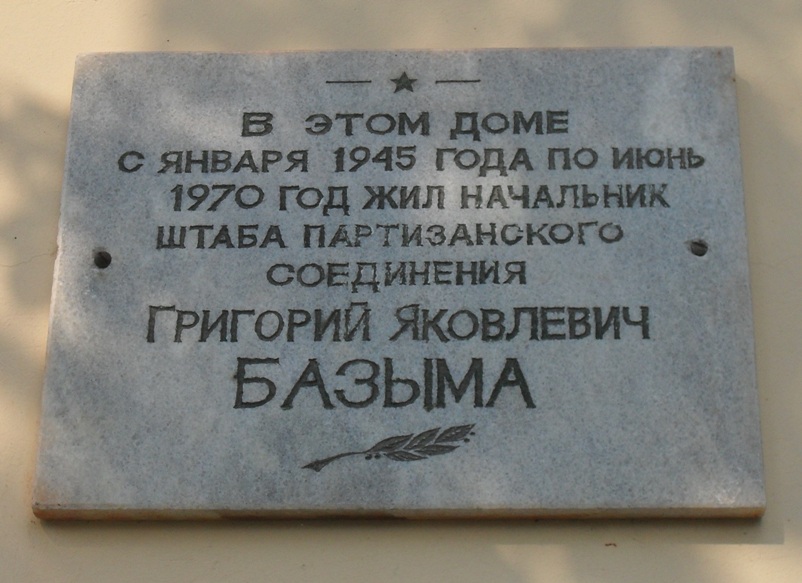 В ЭТОМ ДОМЕ
С ЯНВАРЯ 1945 ГОДА ПО ИЮНЬ
1970 ГОД ЖИЛ НАЧАЛЬНИК
ШТАБА ПАРТИЗАНСКОГО
СОЕДИНЕНИЯ
ГРИГОРИЙ ЯКОВЛЕВИЧ
БАЗЫМА